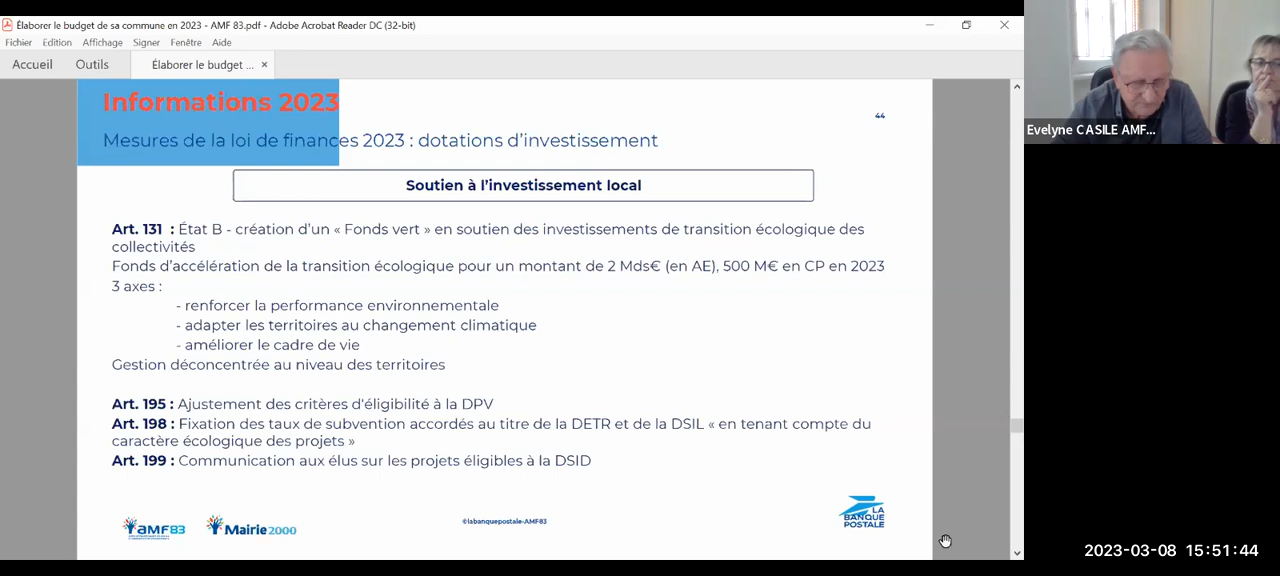 Élaborer le budget de sa commune en 2023 - AMF 83.pdf - Adobe Acrobat Reader DC (32-bit)
Fichier Edition Affichage Signer Fenêtre Aide
Accueil Outils Élaborer le budget ... ×
Informations 2023
44
Mesures de la loi de finances 2023 : dotations d’investissement
Soutien à l’investissement local
Art. 131 : État B - création d’un « Fonds vert » en soutien des investissements de transition écologique des
collectivités
Fonds d’accélération de la transition écologique pour un montant de 2 Mds€ (en AE), 500 M€ en CP en 2023
3 axes :
- renforcer la performance environnementale
- adapter les territoires au changement climatique
- améliorer le cadre de vie
Gestion déconcentrée au niveau des territoires
Art. 195 : Ajustement des critères d'éligibilité à la DPV
Art. 198 : Fixation des taux de subvention accordés au titre de la DETR et de la DSIL « en tenant compte du
caractère écologique des projets »
Art. 199 : Communication aux élus sur les projets éligibles à la DSID
AMF83
Mairie2000
©labanquepostale-AMF83
LA
BANQUE
POSTALE
Evelyne CASILE AMF...
2023-03-08 15:51:44